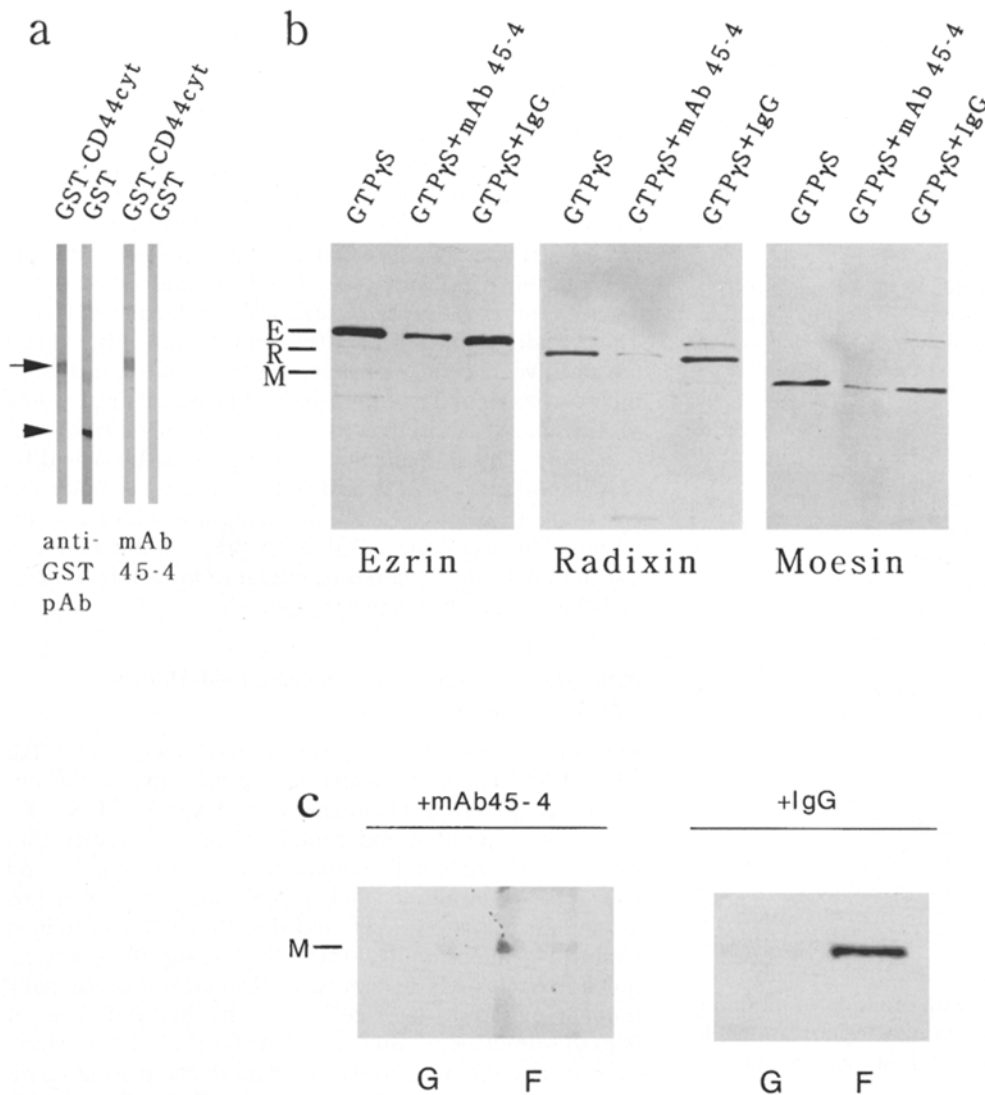 a
GST-CD44cyt
GST
GST-CD44cyt
GST
anti-
GST
pAb
mAb
45-4
b
GTPγS
GTPγS+mAb 45-4
GTPγS+IgG
GTPγS
GTPγS+mAb 45-4
GTPγS+IgG
GTPγS
GTPγS+mAb 45-4
GTPγS+IgG
E
R
M
Ezrin
Radixin
Moesin
c
+mAb45-4
+IgG
M
G
F
G
F